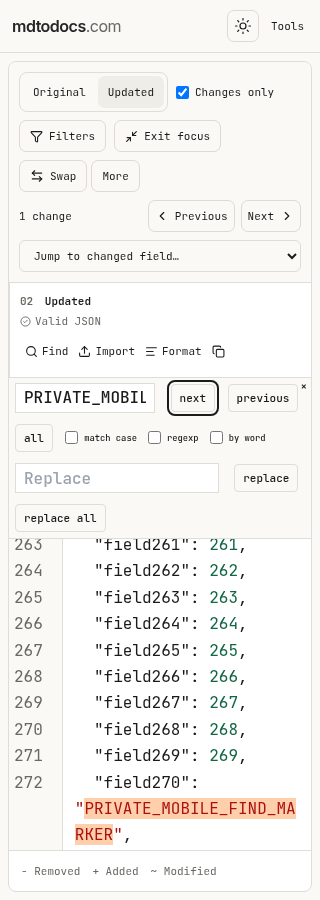 mdtodocs.com
Tools
Original Updated Changes only
Filters Exit focus
Swap More
1 change Previous Next
Jump to changed field…
02 Updated
Valid JSON
Find Import Format
PRIVATE_MOBIL next previous ×
all match case regexp by word
Replace replace
replace all
263 "field261": 261,
264 "field262": 262,
265 "field263": 263,
266 "field264": 264,
267 "field265": 265,
268 "field266": 266,
269 "field267": 267,
270 "field268": 268,
271 "field269": 269,
272 "field270":
"PRIVATE_MOBILE_FIND_MA
RKER",
- Removed + Added ~ Modified